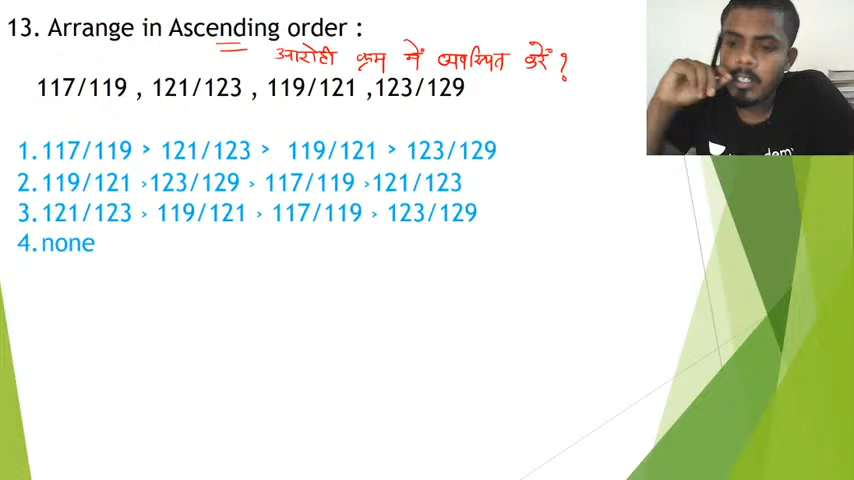 13. Arrange in Ascending order :
आरोही क्रम में व्यवस्थित करें ?
117/119 , 121/123 , 119/121 ,123/129
1. 117/119 > 121/123 > 119/121 > 123/129
2. 119/121 >123/129 > 117/119 >121/123
3. 121/123 > 119/121 > 117/119 > 123/129
4. none